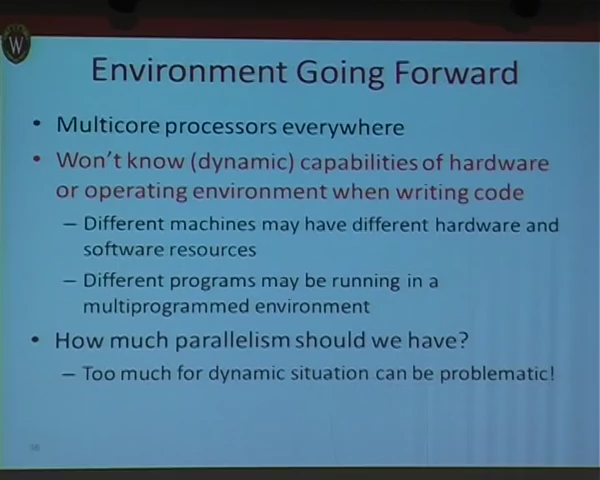 W
Environment Going Forward
• Multicore processors everywhere
• Won't know (dynamic) capabilities of hardware
or operating environment when writing code
– Different machines may have different hardware and
software resources
– Different programs may be running in a
multiprogrammed environment
• How much parallelism should we have?
– Too much for dynamic situation can be problematic!